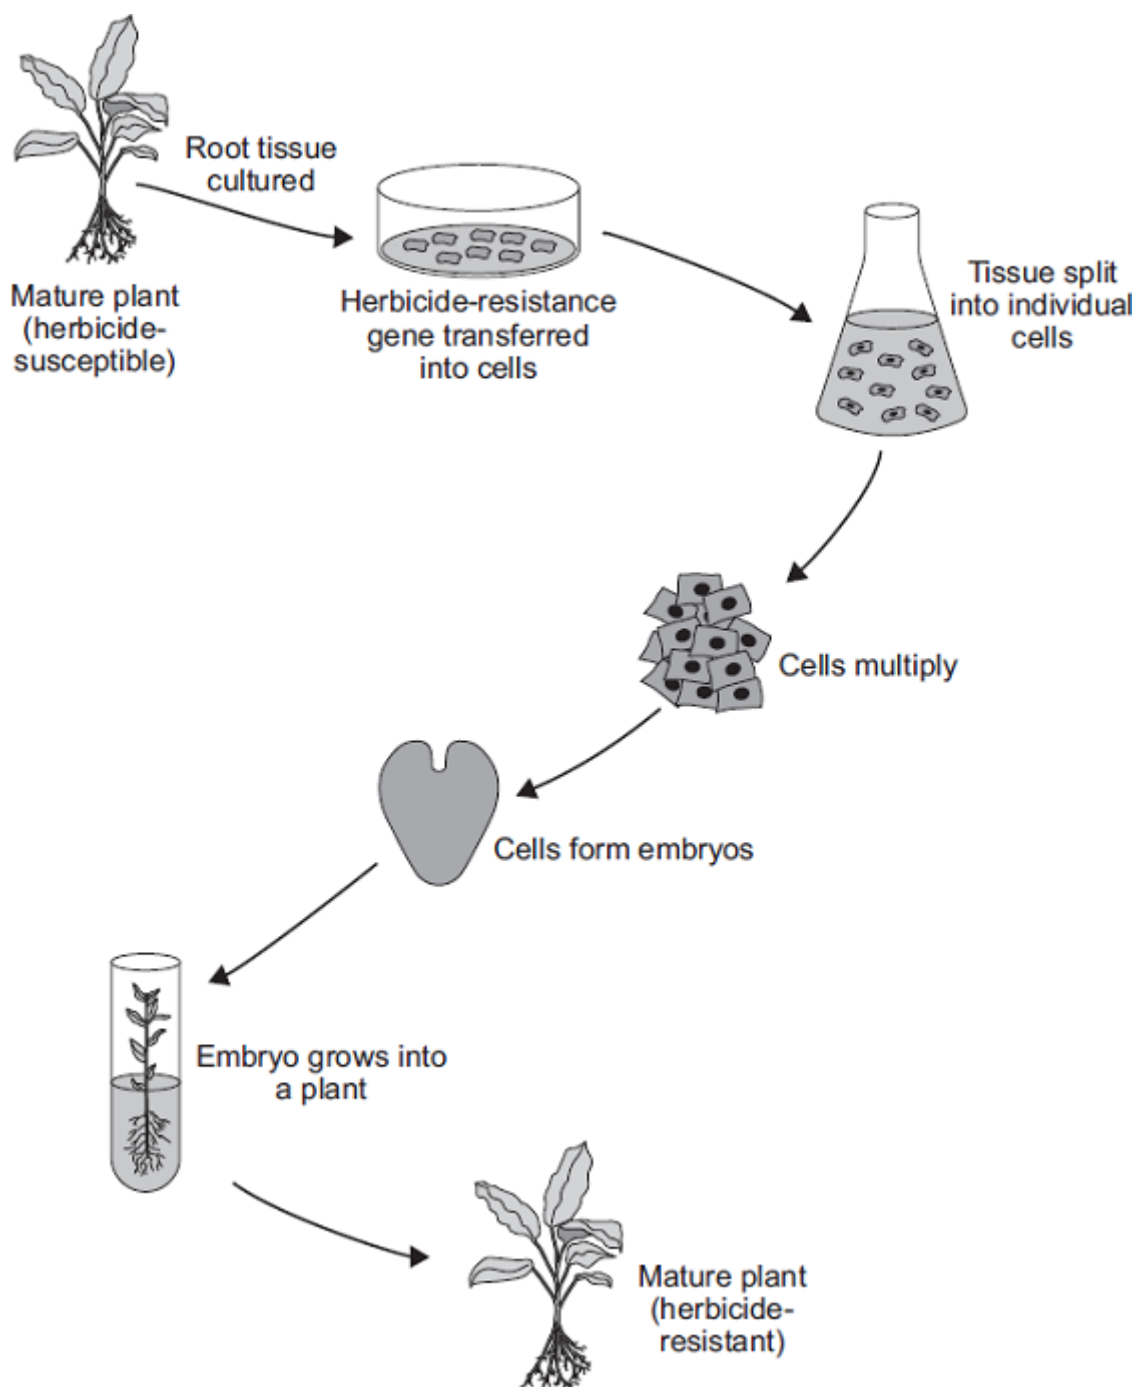 Root tissue
cultured
Mature plant
(herbicide-
susceptible)
Herbicide-resistance
gene transferred
into cells
Tissue split
into individual
cells
Cells multiply
Cells form embryos
Embryo grows into
a plant
Mature plant
(herbicide-
resistant)